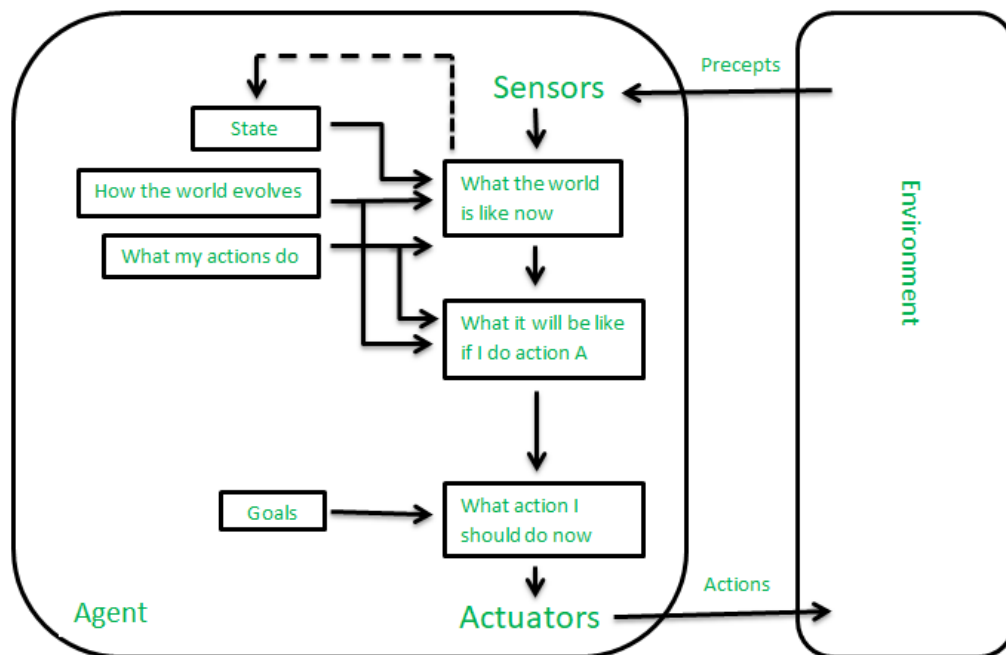 Precepts
Sensors
State
How the world evolves
What the world
is like now
What my actions do
What it will be like
if I do action A
Environment
Goals
What action I
should do now
Actions
Agent
Actuators